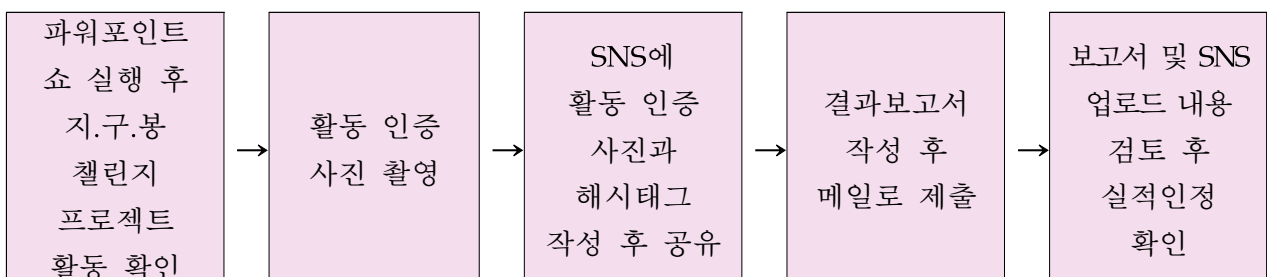 파워포인트
쇼 실행 후
지.구.봉
챌린지
프로젝트
활동 확인
→
활동 인증
사진 촬영
→
SNS에
활동 인증
사진과
해시태그
작성 후 공유
→
결과보고서
작성 후
메일로 제출
→
보고서 및 SNS
업로드 내용
검토 후
실적인정
확인